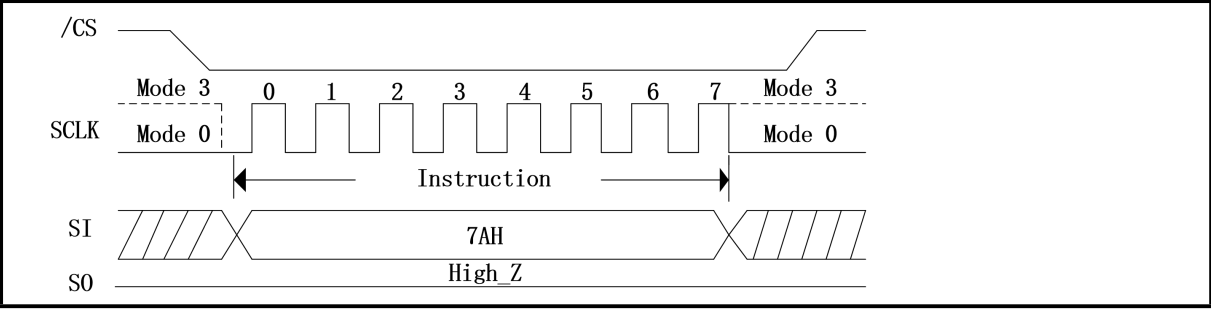 /CS
Mode 3 0 1 2 3 4 5 6 7 Mode 3
SCLK Mode 0 Mode 0
Instruction
SI 7AH
SO High_Z